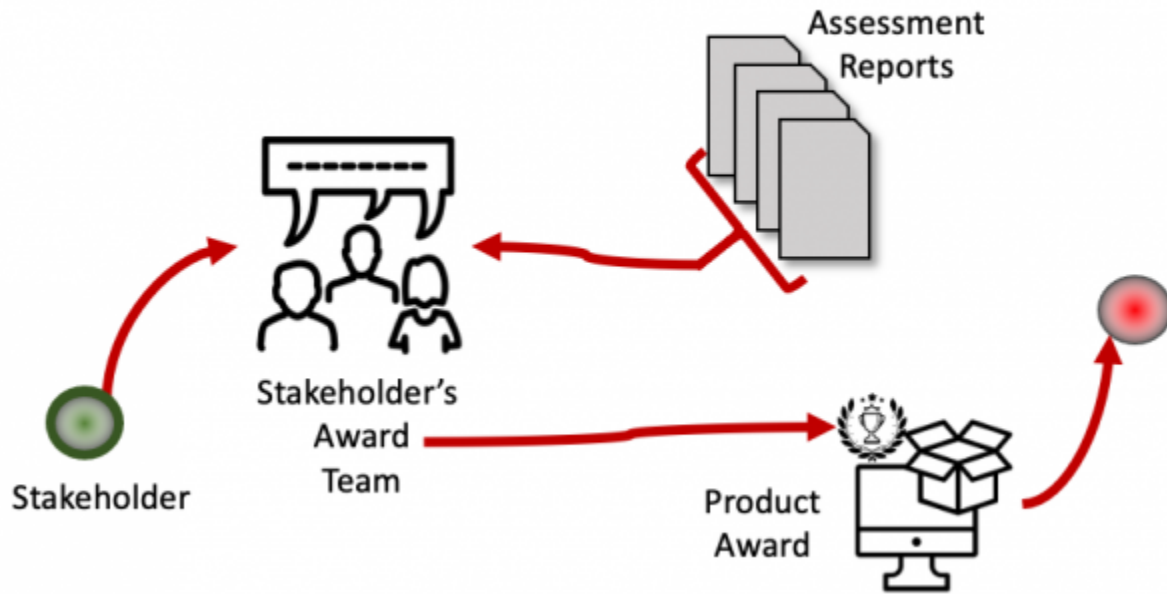 Assessment
Reports
Stakeholder's
Award
Team
Stakeholder
Product
Award